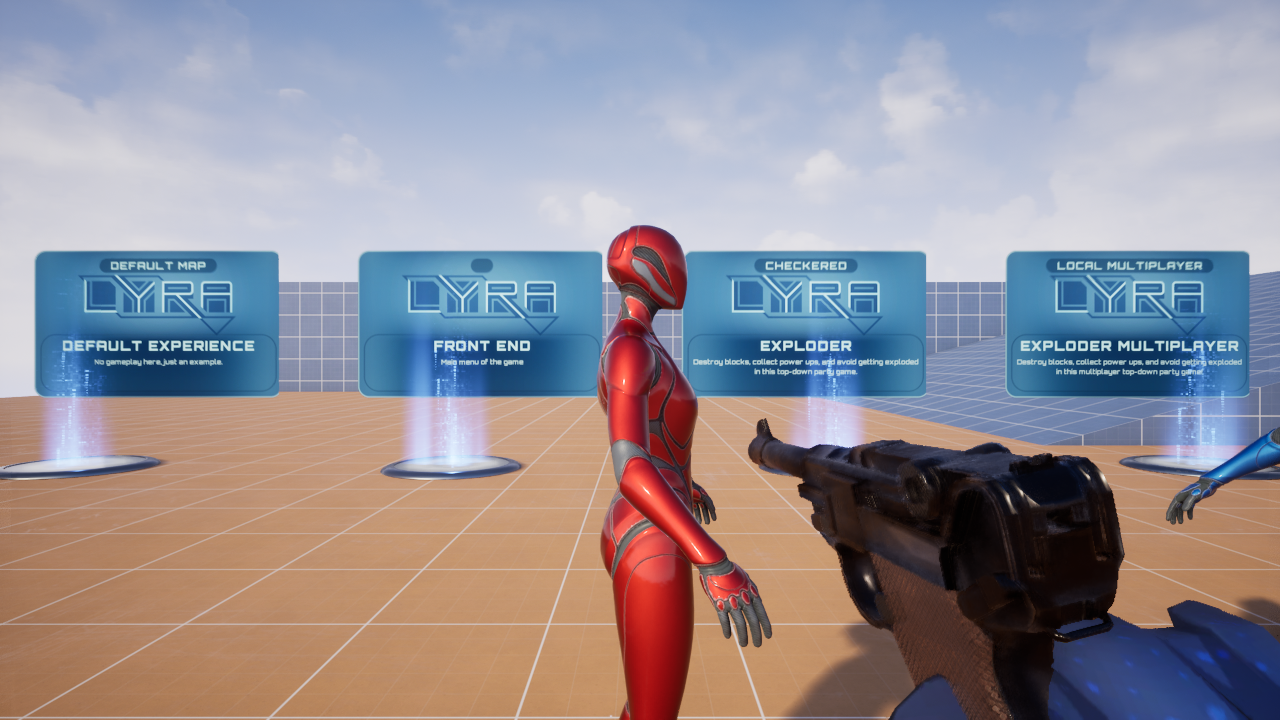 DEFAULT MAP
LYRA
DEFAULT EXPERIENCE
No gameplay here, just an example.
LYRA
FRONT END
Main menu of the game
CHECKERED
LYRA
EXPLODER
Destroy blocks, collect power ups, and avoid getting exploded
in this top-down party game.
LOCAL MULTIPLAYER
LYRA
EXPLODER MULTIPLAYER
Destroy blocks, collect power ups, and avoid getting exploded
in this multiplayer top-down party game.